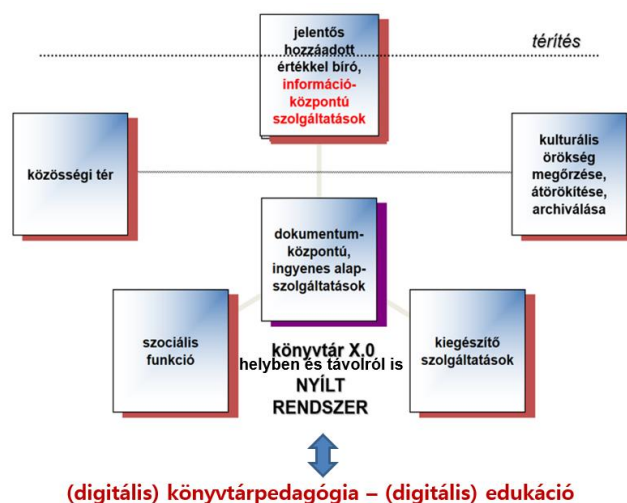 jelentős
hozzáadott
értékkel bíró,
információ-
központú
szolgáltatások
térítés
közösségi tér
kulturális
örökség
megőrzése,
átörökítése,
archiválása
dokumentum-
központú,
ingyenes alap-
szolgáltatások
szociális
funkció
kiegészítő
szolgáltatások
könyvtár X.0
helyben és távolról is
NYÍLT
RENDSZER
(digitális) könyvtárpedagógia – (digitális) edukáció